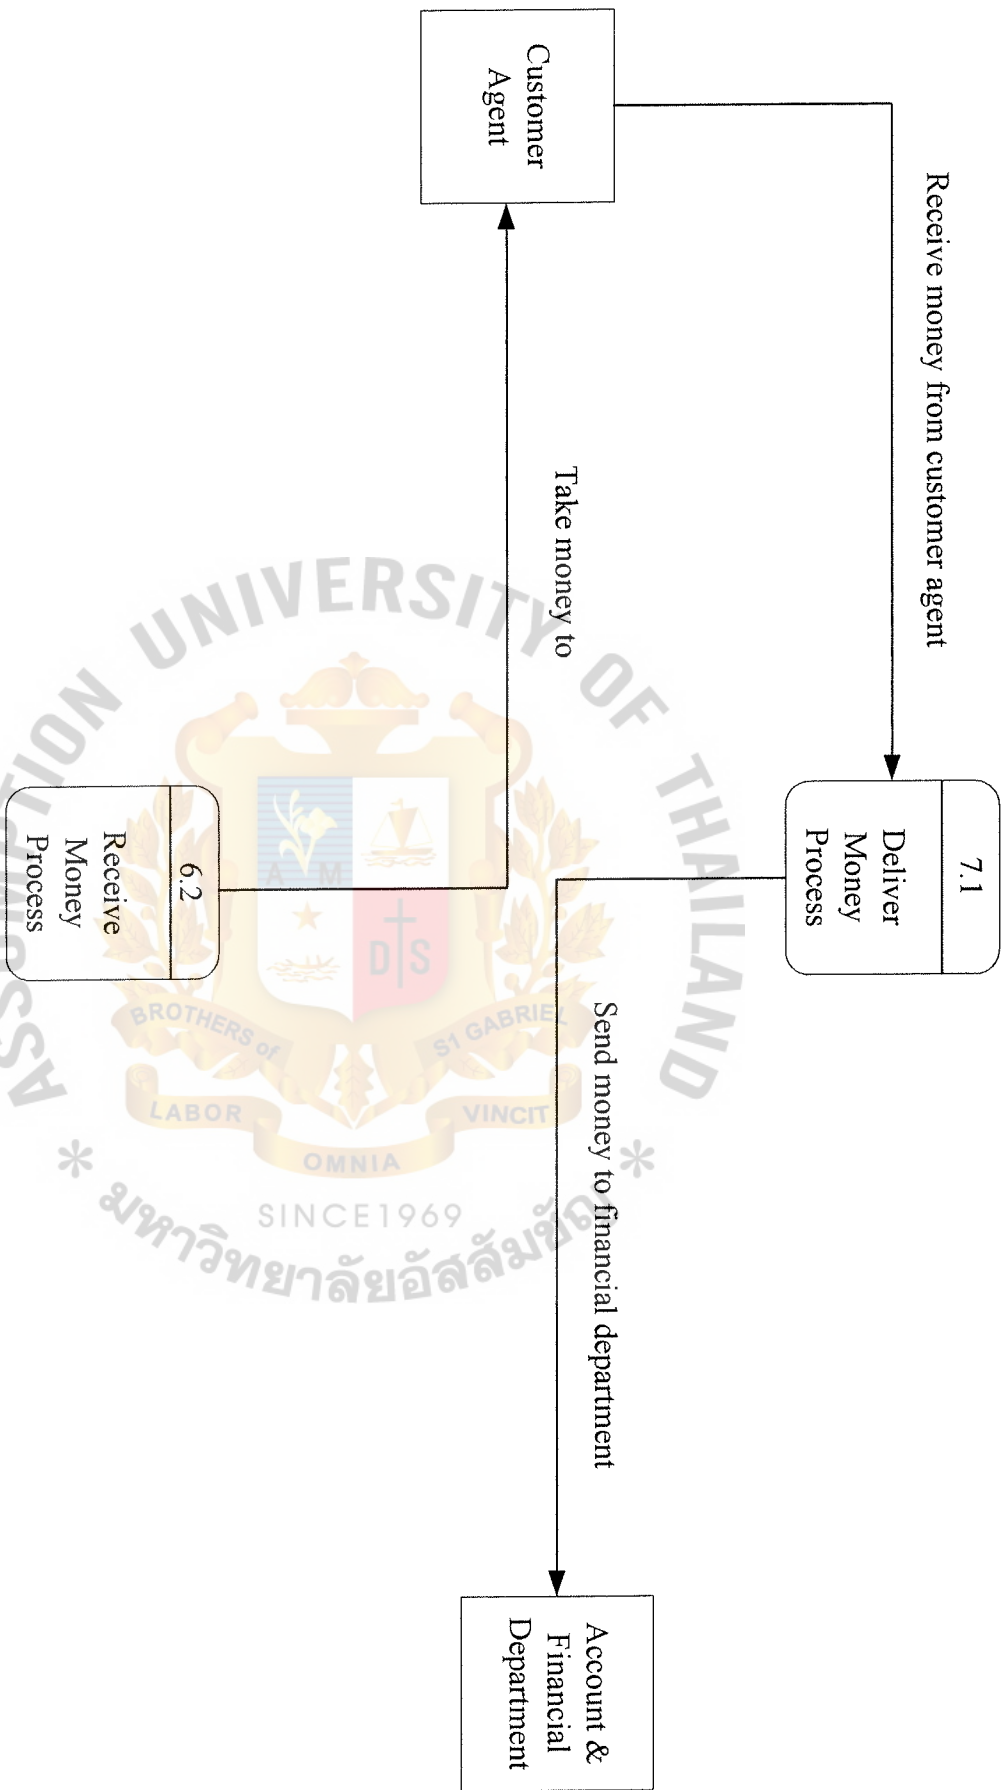 7.1
Deliver
Money
Process
Receive money from customer agent
Customer
Agent
Take money to
Send money to financial department
Account &
Financial
Department
6.2
Receive
Money
Process
ASSUMPTION UNIVERSITY OF THAILAND
A M
D S
BROTHERS of
S1 GABRIEL
LABOR
VINCIT
OMNIA
SINCE1969
* มหาวิทยาลัยอัสสัมชัญ *